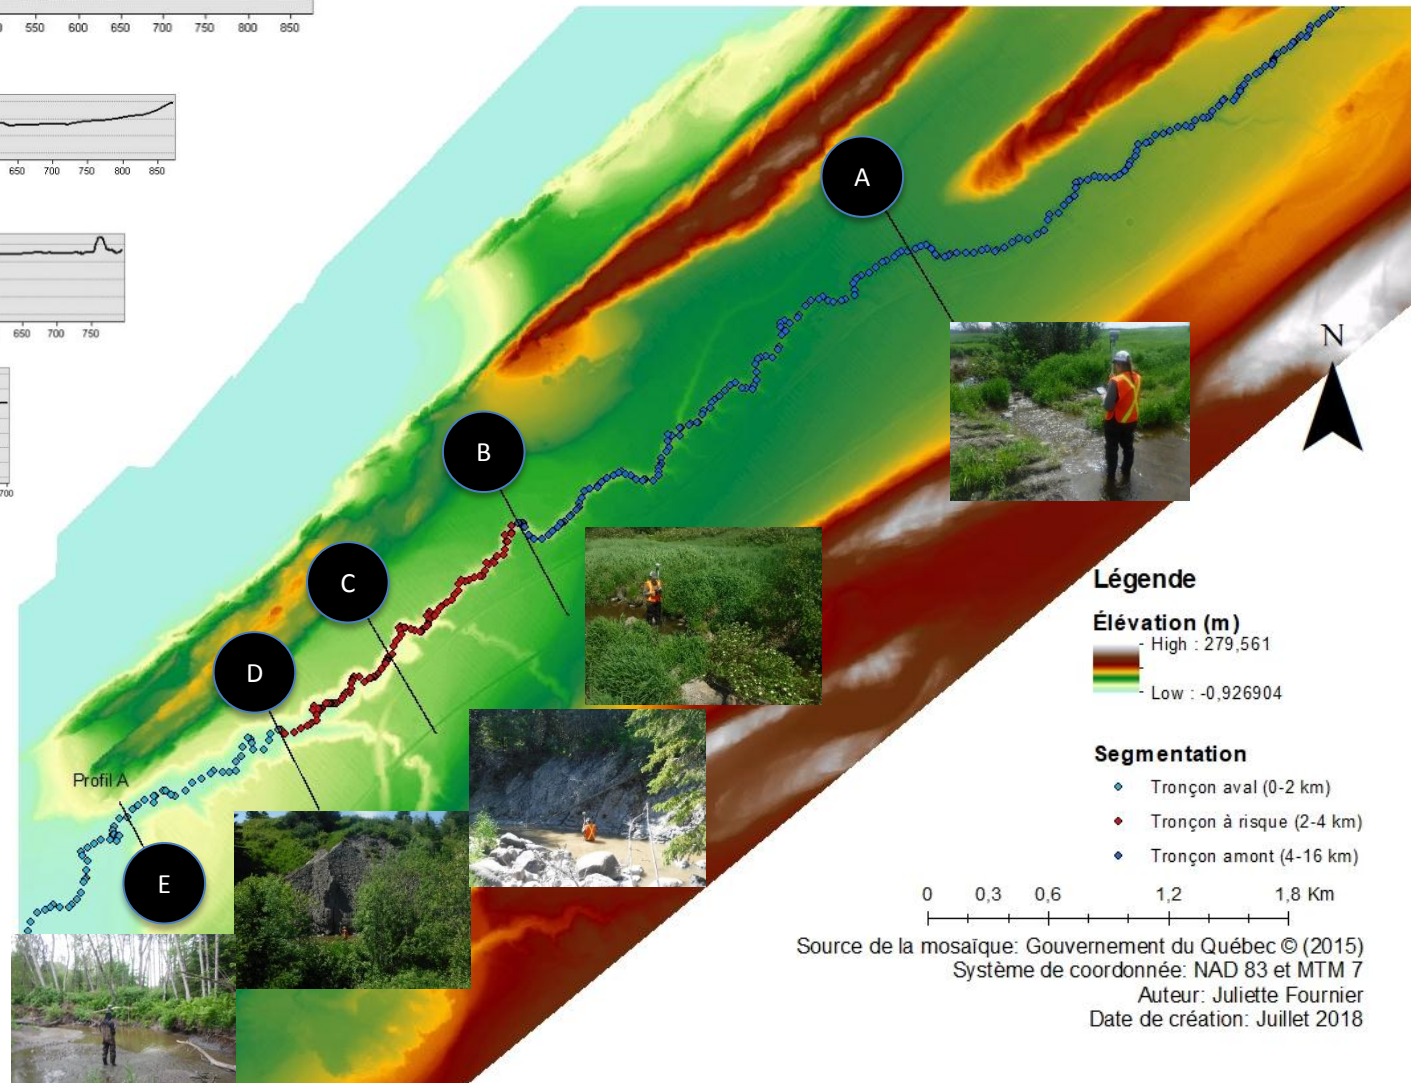 550 600 650 700 750 800 850
650 700 750 800 850
650 700 750
700
A
B
C
D
Profil A
E
N
Légende
Élévation (m)
High : 279,561
Low : -0,926904
Segmentation
Tronçon aval (0-2 km)
Tronçon à risque (2-4 km)
Tronçon amont (4-16 km)
0 0,3 0,6 1,2 1,8 Km
Source de la mosaïque: Gouvernement du Québec © (2015)
Système de coordonnée: NAD 83 et MTM 7
Auteur: Juliette Fournier
Date de création: Juillet 2018